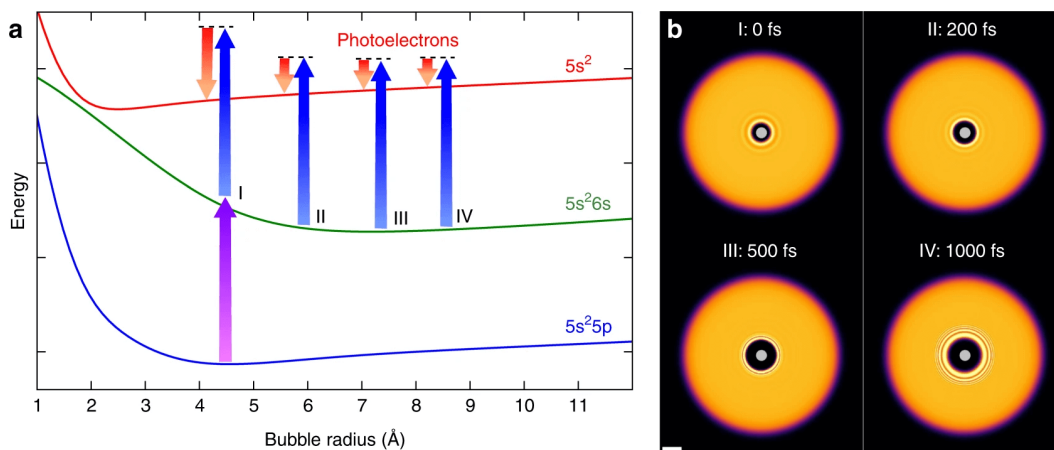 a
Photoelectrons
5s²
5s²6s
5s²5p
I
II
III
IV
Energy
1 2 3 4 5 6 7 8 9 10 11
Bubble radius (Å)
b
I: 0 fs
II: 200 fs
III: 500 fs
IV: 1000 fs